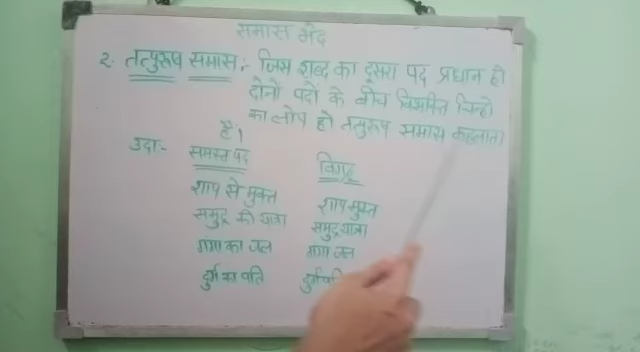 समास भेद
२. तत्पुरूष समास :- जिस शब्द का दूसरा पद प्रधान हो
दोनों पदों के बीच विभक्ति चिन्हो
का लोप हो तत्पुरूष समास कहलाता
हैं।
उदा- समस्त पद विग्रह
शाप से मुक्त शाप मुक्त
समुद्र की यात्रा समुद्रयात्रा
गंगा का जल गंगा जल
दुर्ग का पति